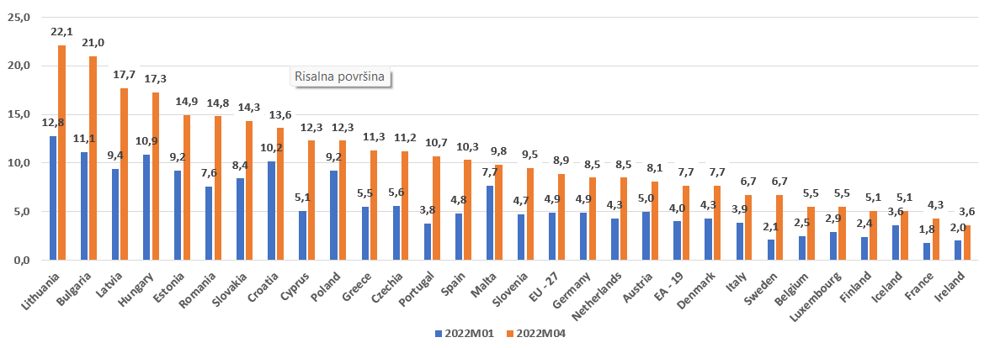 25,0
20,0
15,0
10,0
5,0
0,0
22,1
21,0
17,7
17,3
14,9
14,8
14,3
13,6
12,3
12,3
11,3
11,2
10,7
10,3
9,8
9,5
8,9
8,5
8,5
8,1
7,7
7,7
6,7
6,7
5,5
5,5
5,1
5,1
4,3
3,6
12,8
11,1
9,4
10,9
9,2
7,6
8,4
10,2
5,1
9,2
5,5
5,6
3,8
4,8
7,7
4,7
4,9
4,9
4,3
5,0
4,0
4,3
3,9
2,1
2,5
2,9
2,4
3,6
1,8
2,0
Risalna površina
Lithuania
Bulgaria
Latvia
Hungary
Estonia
Romania
Slovakia
Croatia
Cyprus
Poland
Greece
Czechia
Portugal
Spain
Malta
Slovenia
EU - 27
Germany
Netherlands
Austria
EA - 19
Denmark
Italy
Sweden
Belgium
Luxembourg
Finland
Iceland
France
Ireland
2022M01 2022M04